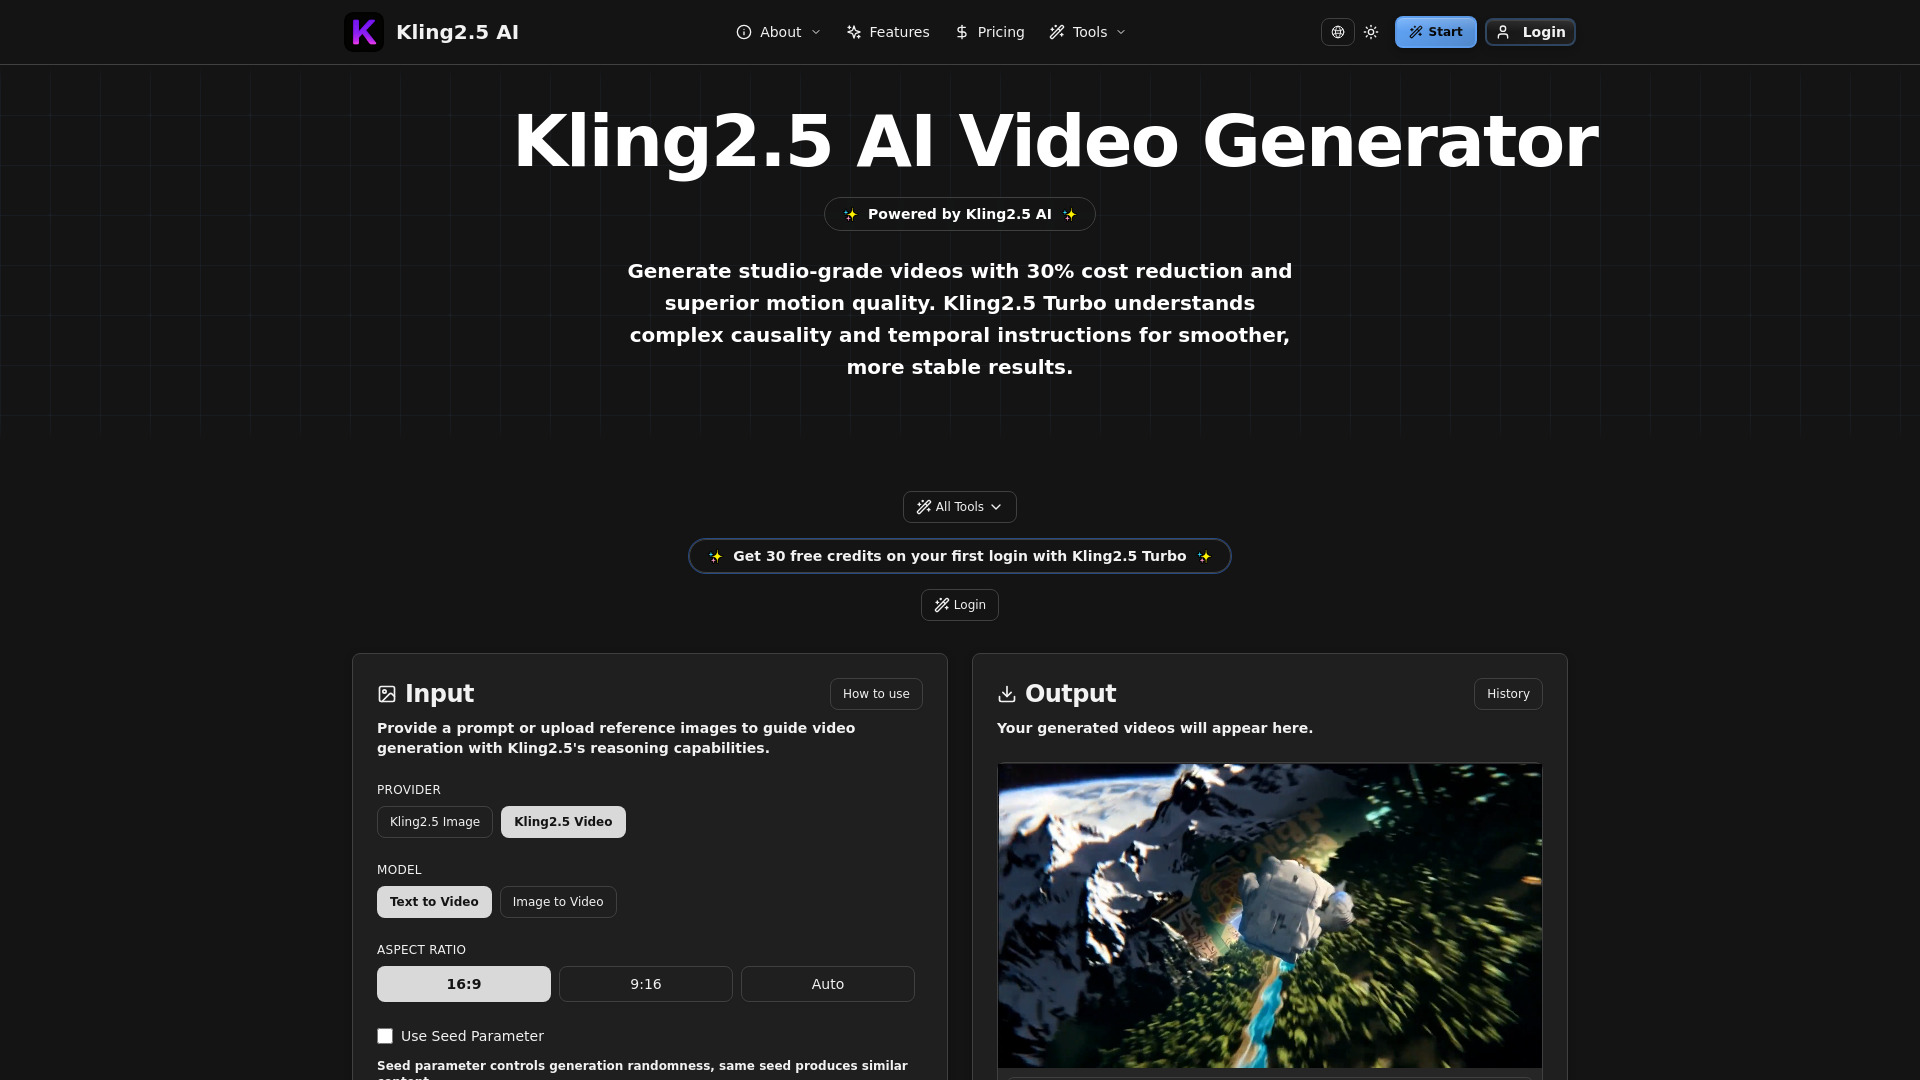 Kling2.5 AI
About
Features
Pricing
Tools
Start
Login
Kling2.5 AI Video Generator
✨ Powered by Kling2.5 AI ✨
Generate studio-grade videos with 30% cost reduction and
superior motion quality. Kling2.5 Turbo understands
complex causality and temporal instructions for smoother,
more stable results.
All Tools
✨ Get 30 free credits on your first login with Kling2.5 Turbo ✨
Login
Input
How to use
Provide a prompt or upload reference images to guide video
generation with Kling2.5's reasoning capabilities.
PROVIDER
Kling2.5 Image
Kling2.5 Video
MODEL
Text to Video
Image to Video
ASPECT RATIO
16:9
9:16
Auto
Use Seed Parameter
Seed parameter controls generation randomness, same seed produces similar
Output
History
Your generated videos will appear here.